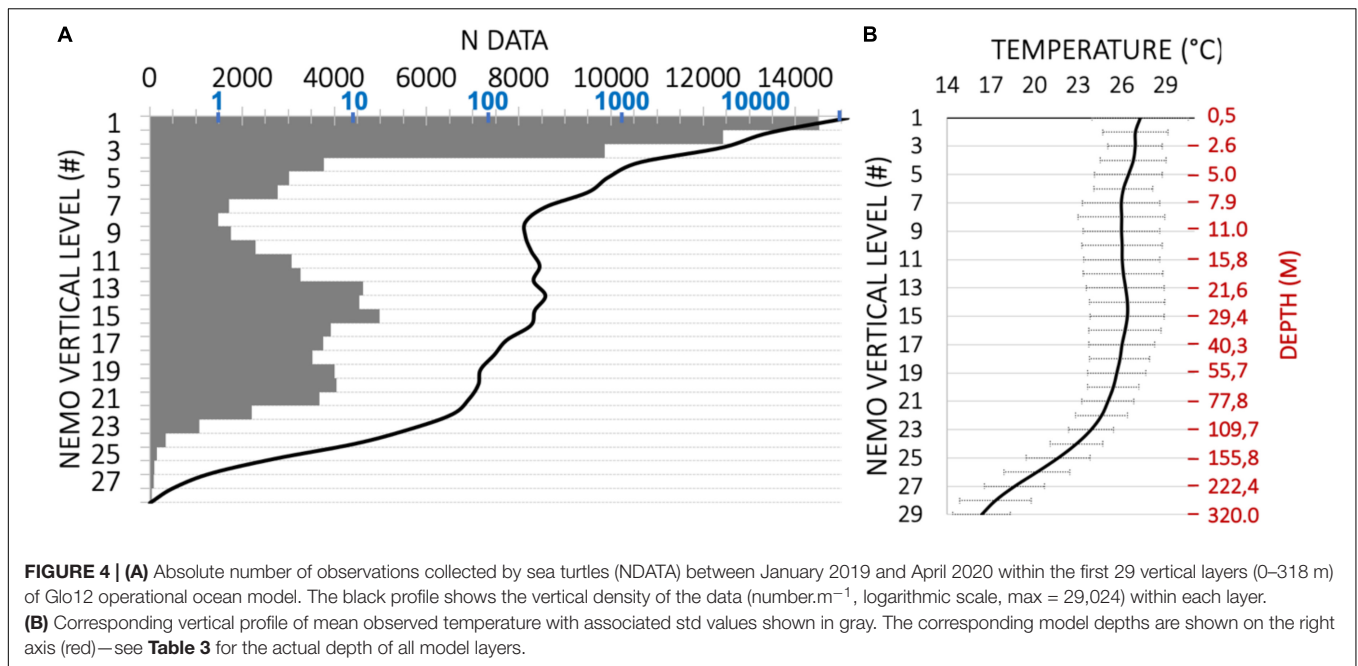 A
N DATA
0 2000 4000 6000 8000 10000 12000 14000
1 10 100 1000 10000
NEMO VERTICAL LEVEL (#)
1
3
5
7
9
11
13
15
17
19
21
23
25
27
B
TEMPERATURE (°C)
14 17 20 23 26 29
NEMO VERTICAL LEVEL (#)
1 0,5
3 2.6
5 5.0
7 7.9
9 11.0
11 15,8
13 21,6
15 29,4
17 40,3
19 55,7
21 77,8
23 109,7
25 155,8
27 222,4
29 320.0
DEPTH (M)
FIGURE 4 | (A) Absolute number of observations collected by sea turtles (NDATA) between January 2019 and April 2020 within the first 29 vertical layers (0–318 m)
of Glo12 operational ocean model. The black profile shows the vertical density of the data (number.m⁻¹, logarithmic scale, max = 29,024) within each layer.
(B) Corresponding vertical profile of mean observed temperature with associated std values shown in gray. The corresponding model depths are shown on the right
axis (red)—see Table 3 for the actual depth of all model layers.